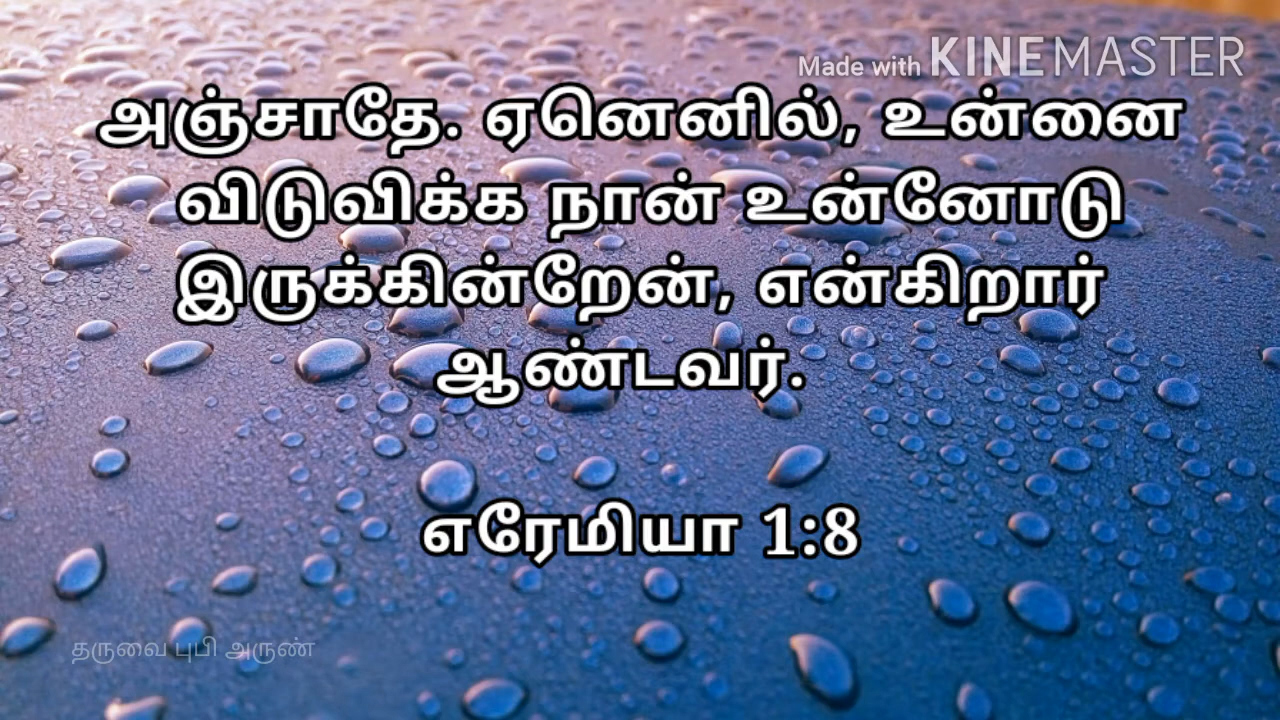 Made with KINEMASTER
அஞ்சாதே. ஏனெனில், உன்னை
விடுவிக்க நான் உன்னோடு
இருக்கின்றேன், என்கிறார்
ஆண்டவர்.
எரேமியா 1:8
தருவை புபி அருண்